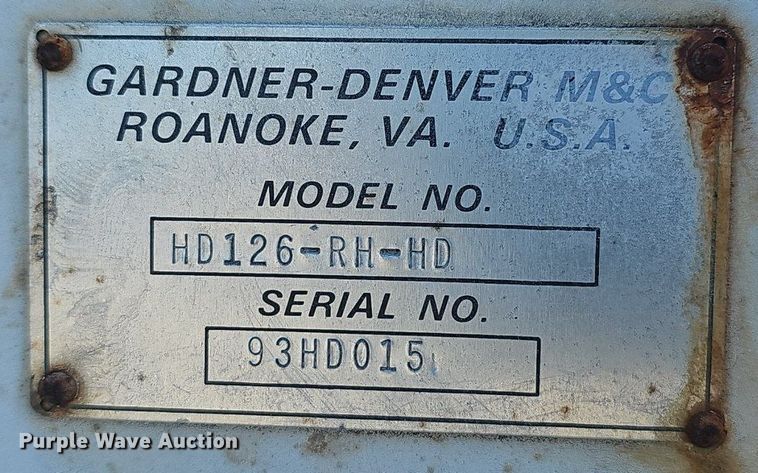 GARDNER-DENVER M&C
ROANOKE, VA. U.S.A.
MODEL NO.
HD126-RH-HD
SERIAL NO.
93HD015
Purple Wave Auction